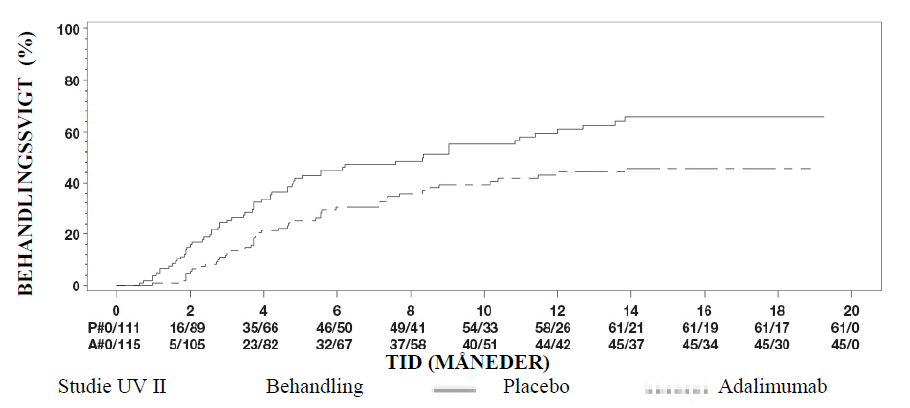 BEHANDLINGSSVIGT (%)
100
80
60
40
20
0
0 2 4 6 8 10 12 14 16 18 20
P#0/111 16/89 35/66 46/50 49/41 54/33 58/26 61/21 61/19 61/17 61/0
A#0/115 5/105 23/82 32/67 37/58 40/51 44/42 45/37 45/34 45/30 45/0
TID (MÅNEDER)
Studie UV II Behandling Placebo Adalimumab